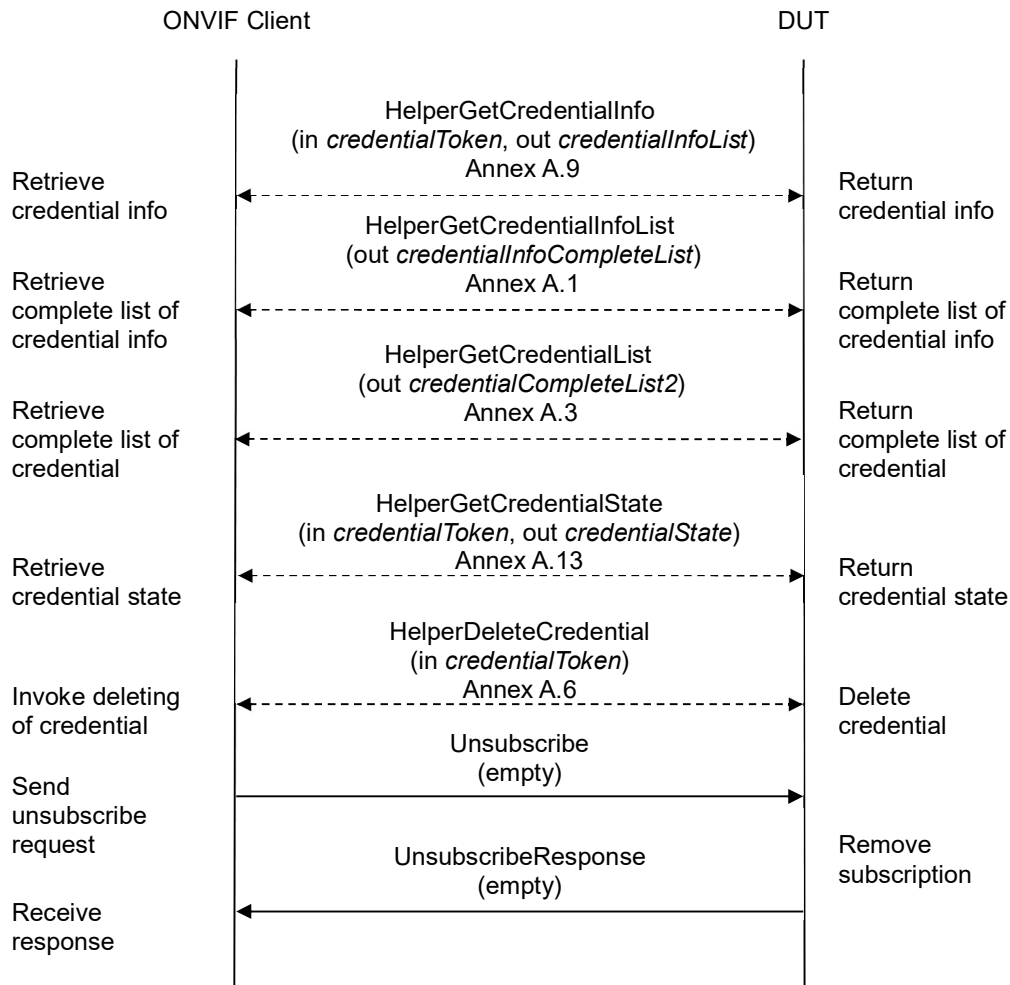 ONVIF Client
DUT
HelperGetCredentialInfo
(in credentialToken, out credentialInfoList)
Annex A.9
Retrieve
credential info
Return
credential info
HelperGetCredentialInfoList
(out credentialInfoCompleteList)
Annex A.1
Retrieve
complete list of
credential info
Return
complete list of
credential info
HelperGetCredentialList
(out credentialCompleteList2)
Annex A.3
Retrieve
complete list of
credential
Return
complete list of
credential
HelperGetCredentialState
(in credentialToken, out credentialState)
Annex A.13
Retrieve
credential state
Return
credential state
HelperDeleteCredential
(in credentialToken)
Annex A.6
Invoke deleting
of credential
Delete
credential
Unsubscribe
(empty)
Send
unsubscribe
request
Remove
subscription
UnsubscribeResponse
(empty)
Receive
response